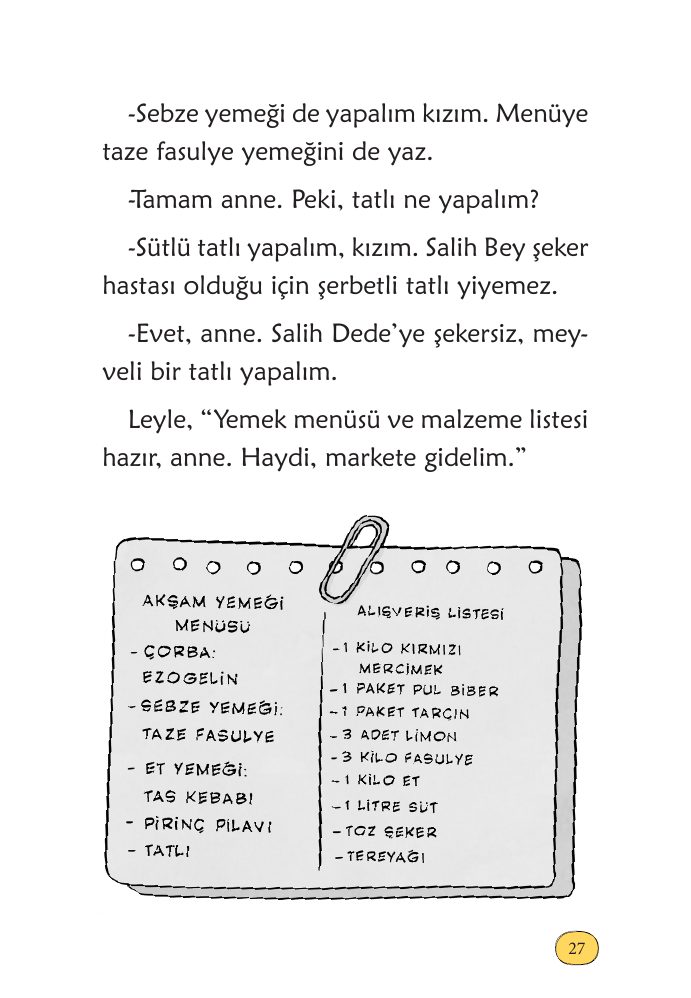 -Sebze yemeği de yapalım kızım. Menüye
taze fasulye yemeğini de yaz.
-Tamam anne. Peki, tatlı ne yapalım?
-Sütlü tatlı yapalım, kızım. Salih Bey şeker
hastası olduğu için şerbetli tatlı yiyemez.
-Evet, anne. Salih Dede’ye şekersiz, mey-
veli bir tatlı yapalım.
Leyle, “Yemek menüsü ve malzeme listesi
hazır, anne. Haydi, markete gidelim.”
AKŞAM YEMEĞİ
MENÜSÜ
- ÇORBA:
EZOGELİN
- SEBZE YEMEĞİ:
TAZE FASULYE
- ET YEMEĞİ:
TAS KEBABI
- PİRİNÇ PİLAVI
- TATLI
ALIŞVERİŞ LİSTESİ
- 1 KİLO KIRMIZI
MERCİMEK
- 1 PAKET PUL BİBER
- 1 PAKET TARÇIN
- 3 ADET LİMON
- 3 KİLO FASULYE
- 1 KİLO ET
- 1 LİTRE SÜT
- TOZ ŞEKER
- TEREYAĞI
27